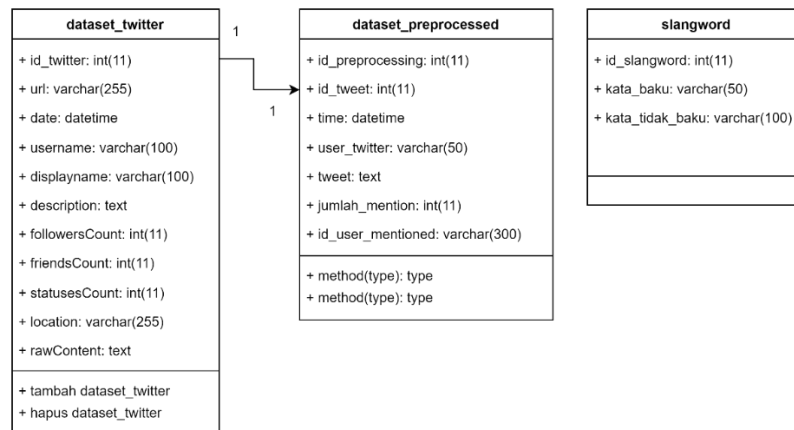 dataset_twitter
+ id_twitter: int(11)
+ url: varchar(255)
+ date: datetime
+ username: varchar(100)
+ displayname: varchar(100)
+ description: text
+ followersCount: int(11)
+ friendsCount: int(11)
+ statusesCount: int(11)
+ location: varchar(255)
+ rawContent: text
+ tambah dataset_twitter
+ hapus dataset_twitter
1
1
dataset_preprocessed
+ id_preprocessing: int(11)
+ id_tweet: int(11)
+ time: datetime
+ user_twitter: varchar(50)
+ tweet: text
+ jumlah_mention: int(11)
+ id_user_mentioned: varchar(300)
+ method(type): type
+ method(type): type
slangword
+ id_slangword: int(11)
+ kata_baku: varchar(50)
+ kata_tidak_baku: varchar(100)